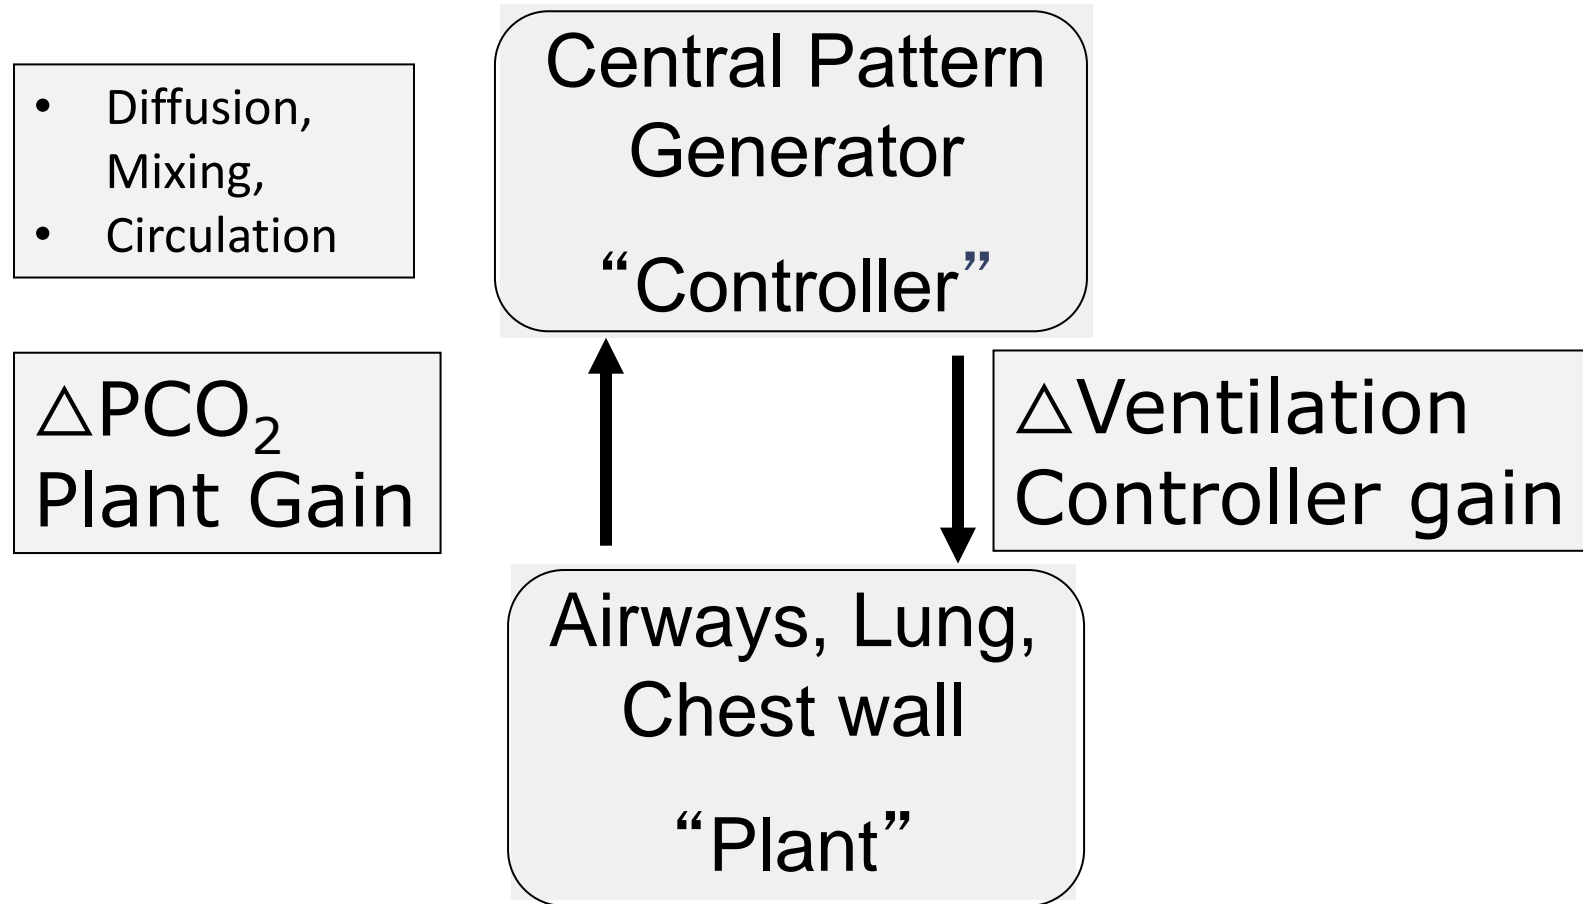 Central Pattern
Generator
“Controller”
• Diffusion,
Mixing,
• Circulation
△PCO₂
Plant Gain
△Ventilation
Controller gain
Airways, Lung,
Chest wall
“Plant”